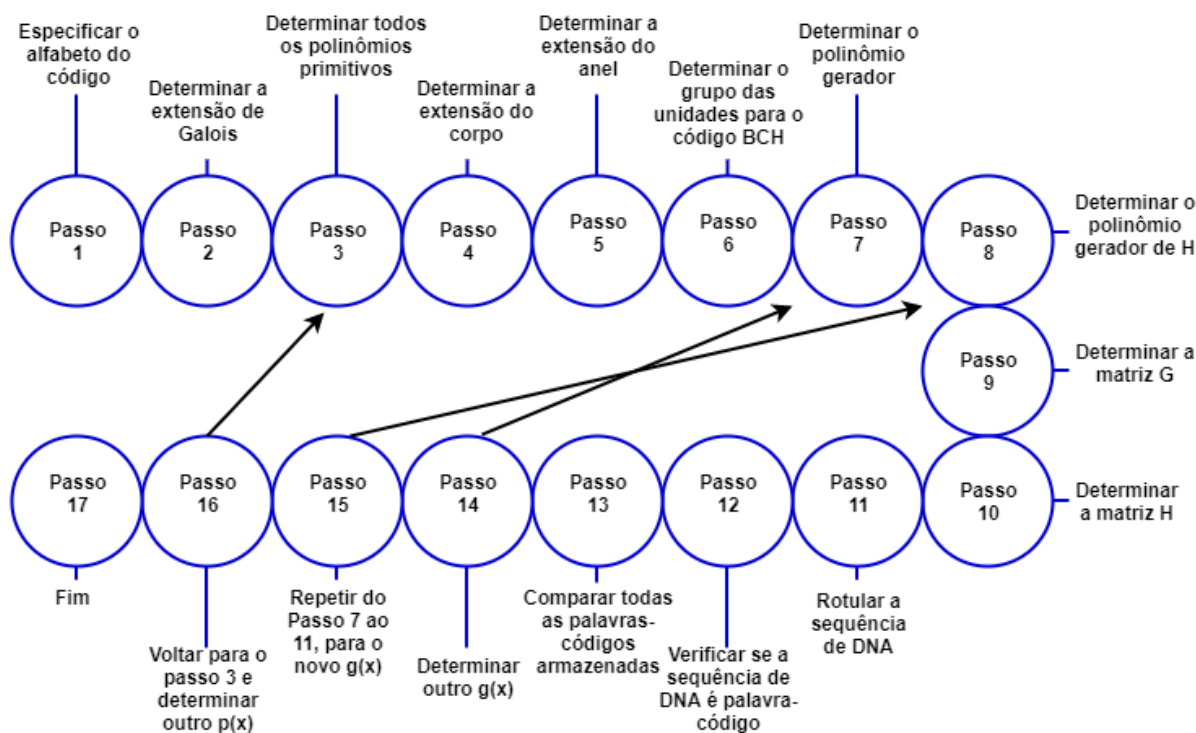 Especificar o
alfabeto do
código
Determinar a
extensão de
Galois
Determinar todos
os polinômios
primitivos
Determinar a
extensão do
corpo
Determinar a
extensão do
anel
Determinar o
grupo das
unidades para o
código BCH
Determinar o
polinômio
gerador
Passo
1
Passo
2
Passo
3
Passo
4
Passo
5
Passo
6
Passo
7
Passo
8
Determinar o
polinômio
gerador de H
Passo
9
Determinar a
matriz G
Passo
17
Passo
16
Passo
15
Passo
14
Passo
13
Passo
12
Passo
11
Passo
10
Determinar
a matriz H
Fim
Voltar para o
passo 3 e
determinar
outro p(x)
Repetir do
Passo 7 ao
11, para o
novo g(x)
Determinar
outro g(x)
Comparar todas
as palavras-
códigos
armazenadas
Verificar se a
sequência de
DNA é palavra-
código
Rotular a
sequência
de DNA